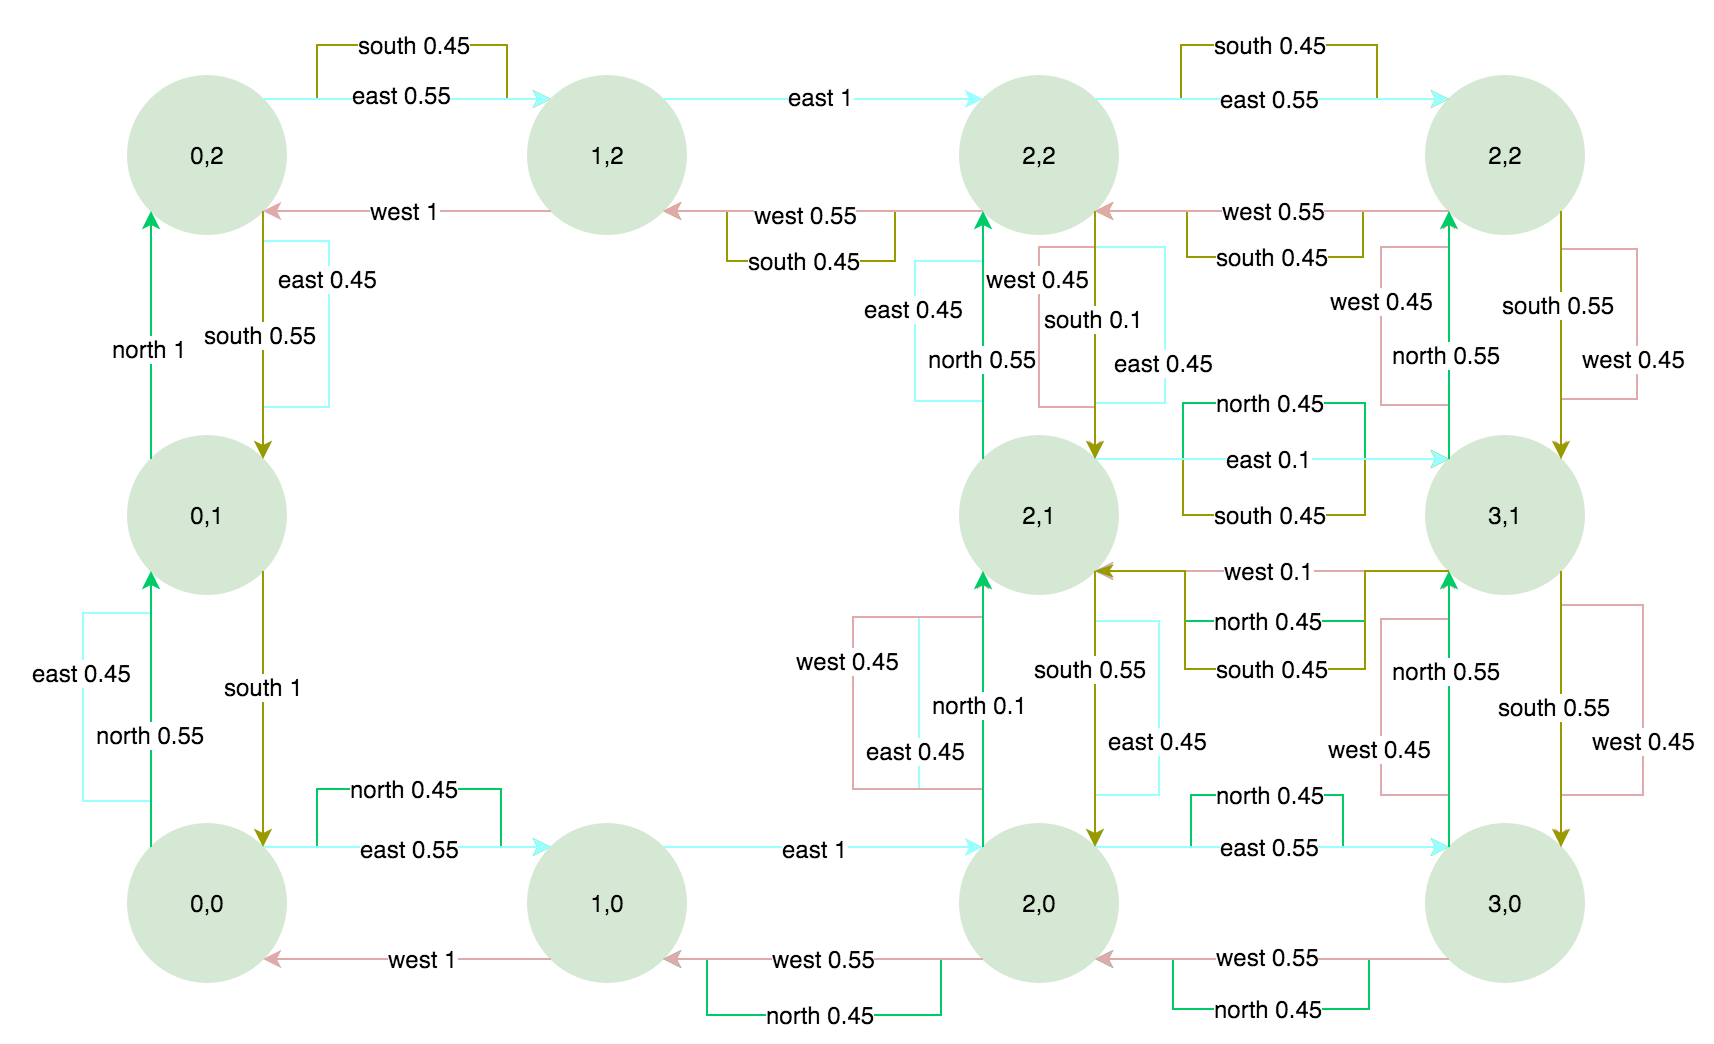 south 0.45
south 0.45
east 0.55
east 1
east 0.55
0,2
1,2
2,2
2,2
west 1
west 0.55
west 0.55
south 0.45
south 0.45
east 0.45
west 0.45
east 0.45
west 0.45
south 0.55
south 0.1
south 0.55
north 1
north 0.55
east 0.45
north 0.55
west 0.45
north 0.45
east 0.1
0,1
2,1
south 0.45
3,1
west 0.1
north 0.45
east 0.45
west 0.45
south 0.55
south 0.45
north 0.55
south 1
north 0.1
south 0.55
north 0.55
east 0.45
east 0.45
west 0.45
west 0.45
north 0.45
north 0.45
east 0.55
east 1
east 0.55
0,0
1,0
2,0
3,0
west 1
west 0.55
west 0.55
north 0.45
north 0.45